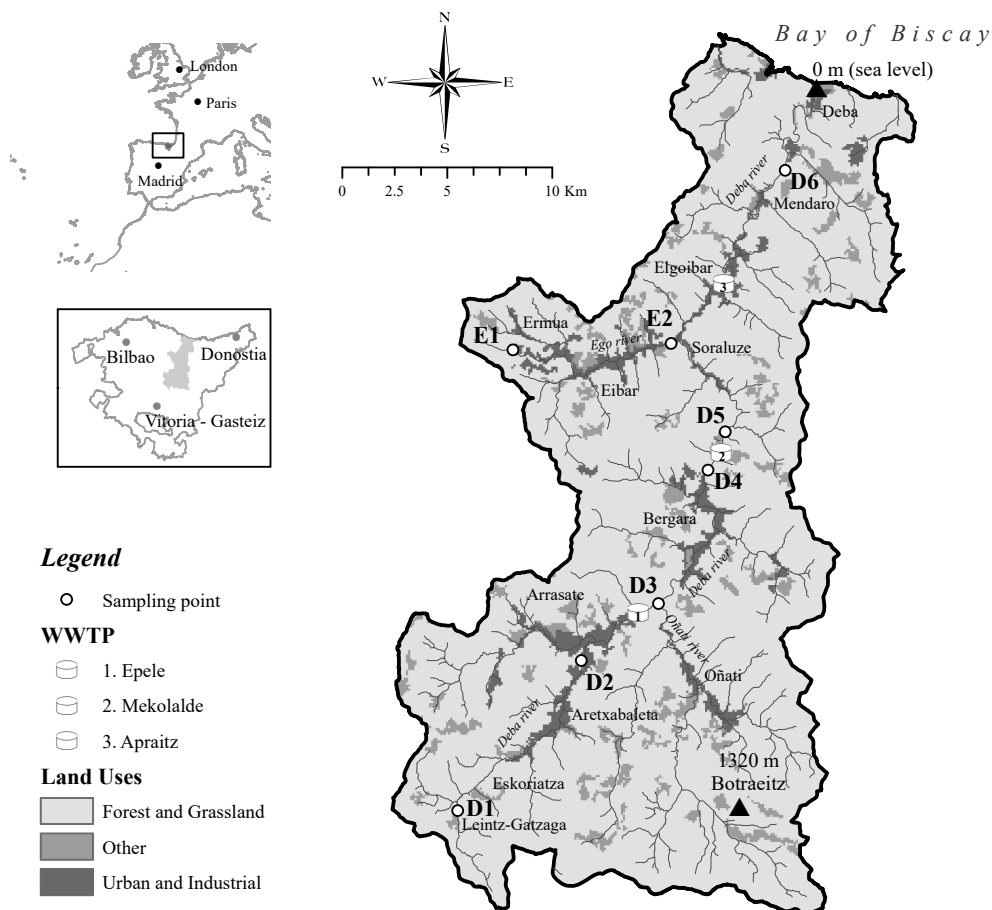 Bay of Biscay
N
W
E
S
London
Paris
Madrid
0
2.5
5
10 Km
0 m (sea level)
Deba
Deba river
D6
Mendaro
Elgoibar
3
E1
Ermua
E2
Ego river
Soraluze
Eibar
Bilbao
Donostia
Vitoria - Gasteiz
D5
2
D4
Bergara
Deba river
D3
Arrasate
1
Oñati river
D2
Oñati
Aretxabaleta
Deba river
1320 m
Botraeitz
Eskoriatza
D1
Leintz-Gatzaga
Legend
Sampling point
WWTP
1. Epele
2. Mekolalde
3. Apraitz
Land Uses
Forest and Grassland
Other
Urban and Industrial